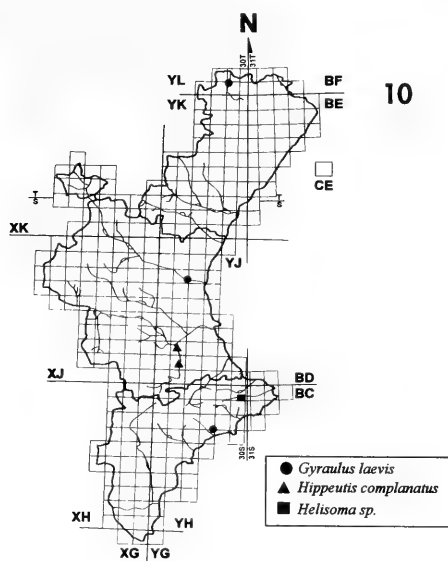 N
30T 31T
YL BF
YK BE
10
CE
T S T S
XK
YJ
XJ BD
BC
30S 31S
Gyraulus laevis
Hippeutis complanatus
Helisoma sp.
XH YH
XG YG